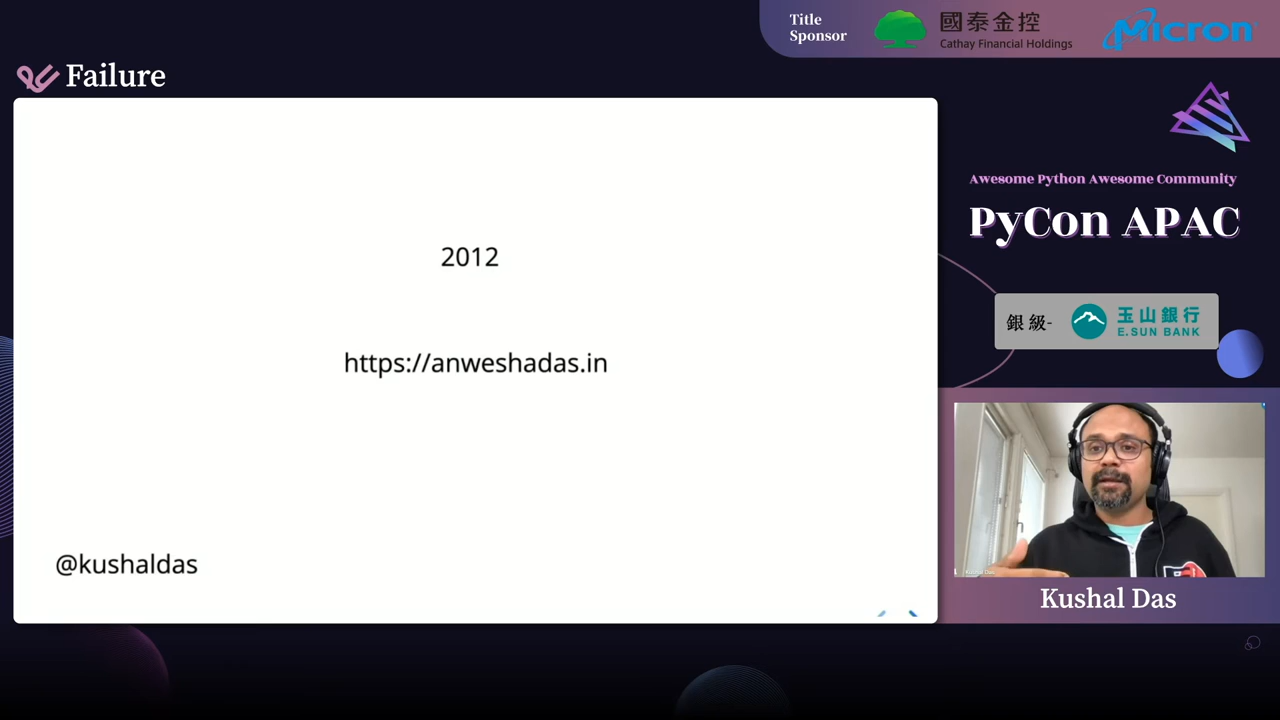 Title
Sponsor
國泰金控
Cathay Financial Holdings
Micron
Failure
Awesome Python Awesome Community
PyCon APAC
2012
https://anweshadas.in
銀級-
玉山銀行
E.SUN BANK
@kushaldas
Kushal Das